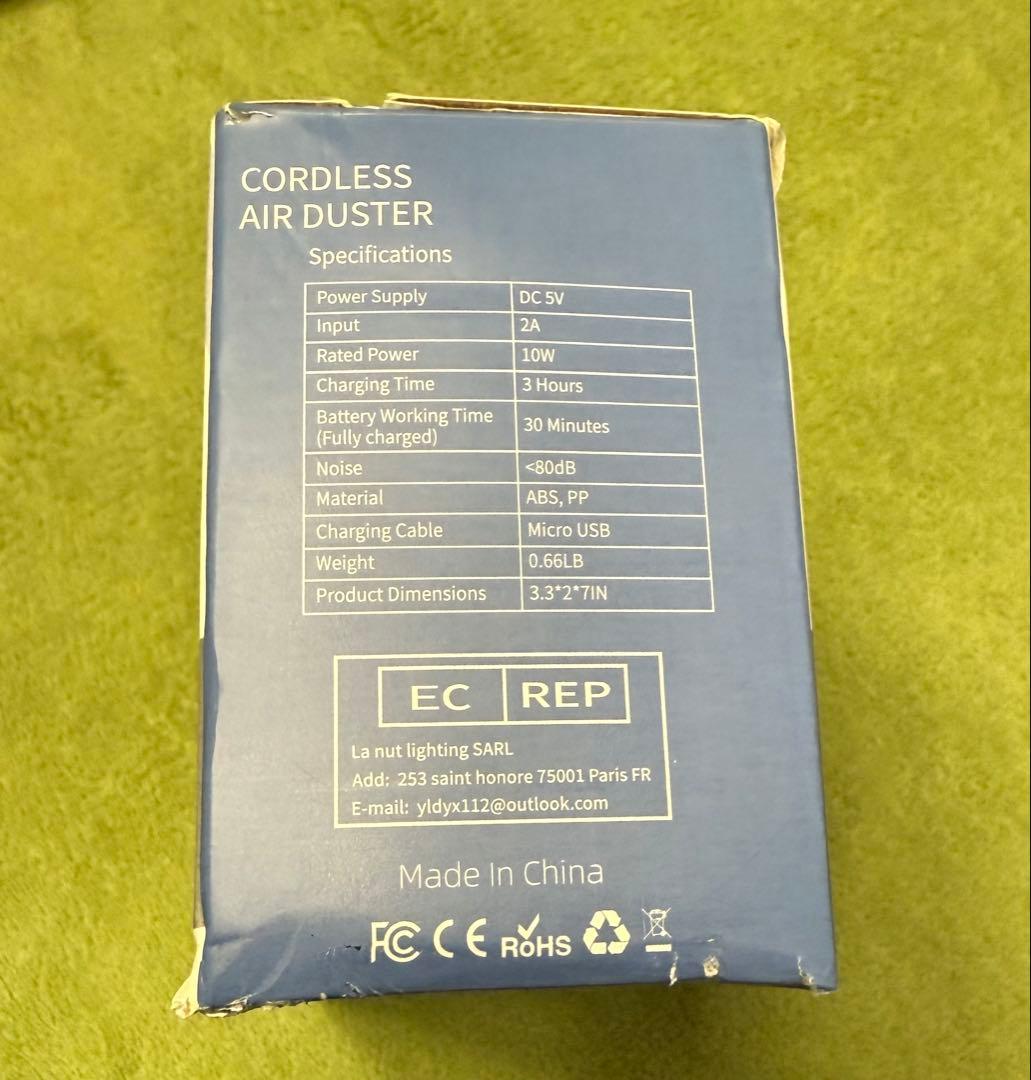 CORDLESS
AIR DUSTER
Specifications
Power Supply DC 5V
Input 2A
Rated Power 10W
Charging Time 3 Hours
Battery Working Time
(Fully charged) 30 Minutes
Noise <80dB
Material ABS, PP
Charging Cable Micro USB
Weight 0.66LB
Product Dimensions 3.3*2*7IN
EC REP
La nut lighting SARL
Add: 253 saint honore 75001 Paris FR
E-mail: yldyx112@outlook.com
Made In China
FC CE RoHS